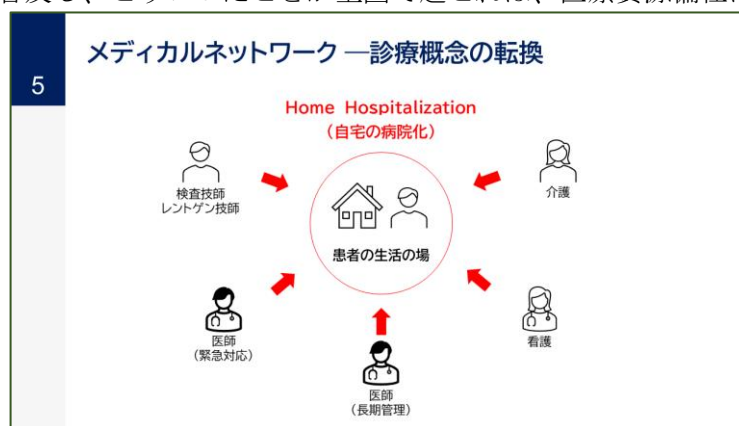 メディカルネットワーク ―診療概念の転換
5
Home Hospitalization
（自宅の病院化）
検査技師
レントゲン技師
介護
患者の生活の場
医師
（緊急対応）
看護
医師
（長期管理）